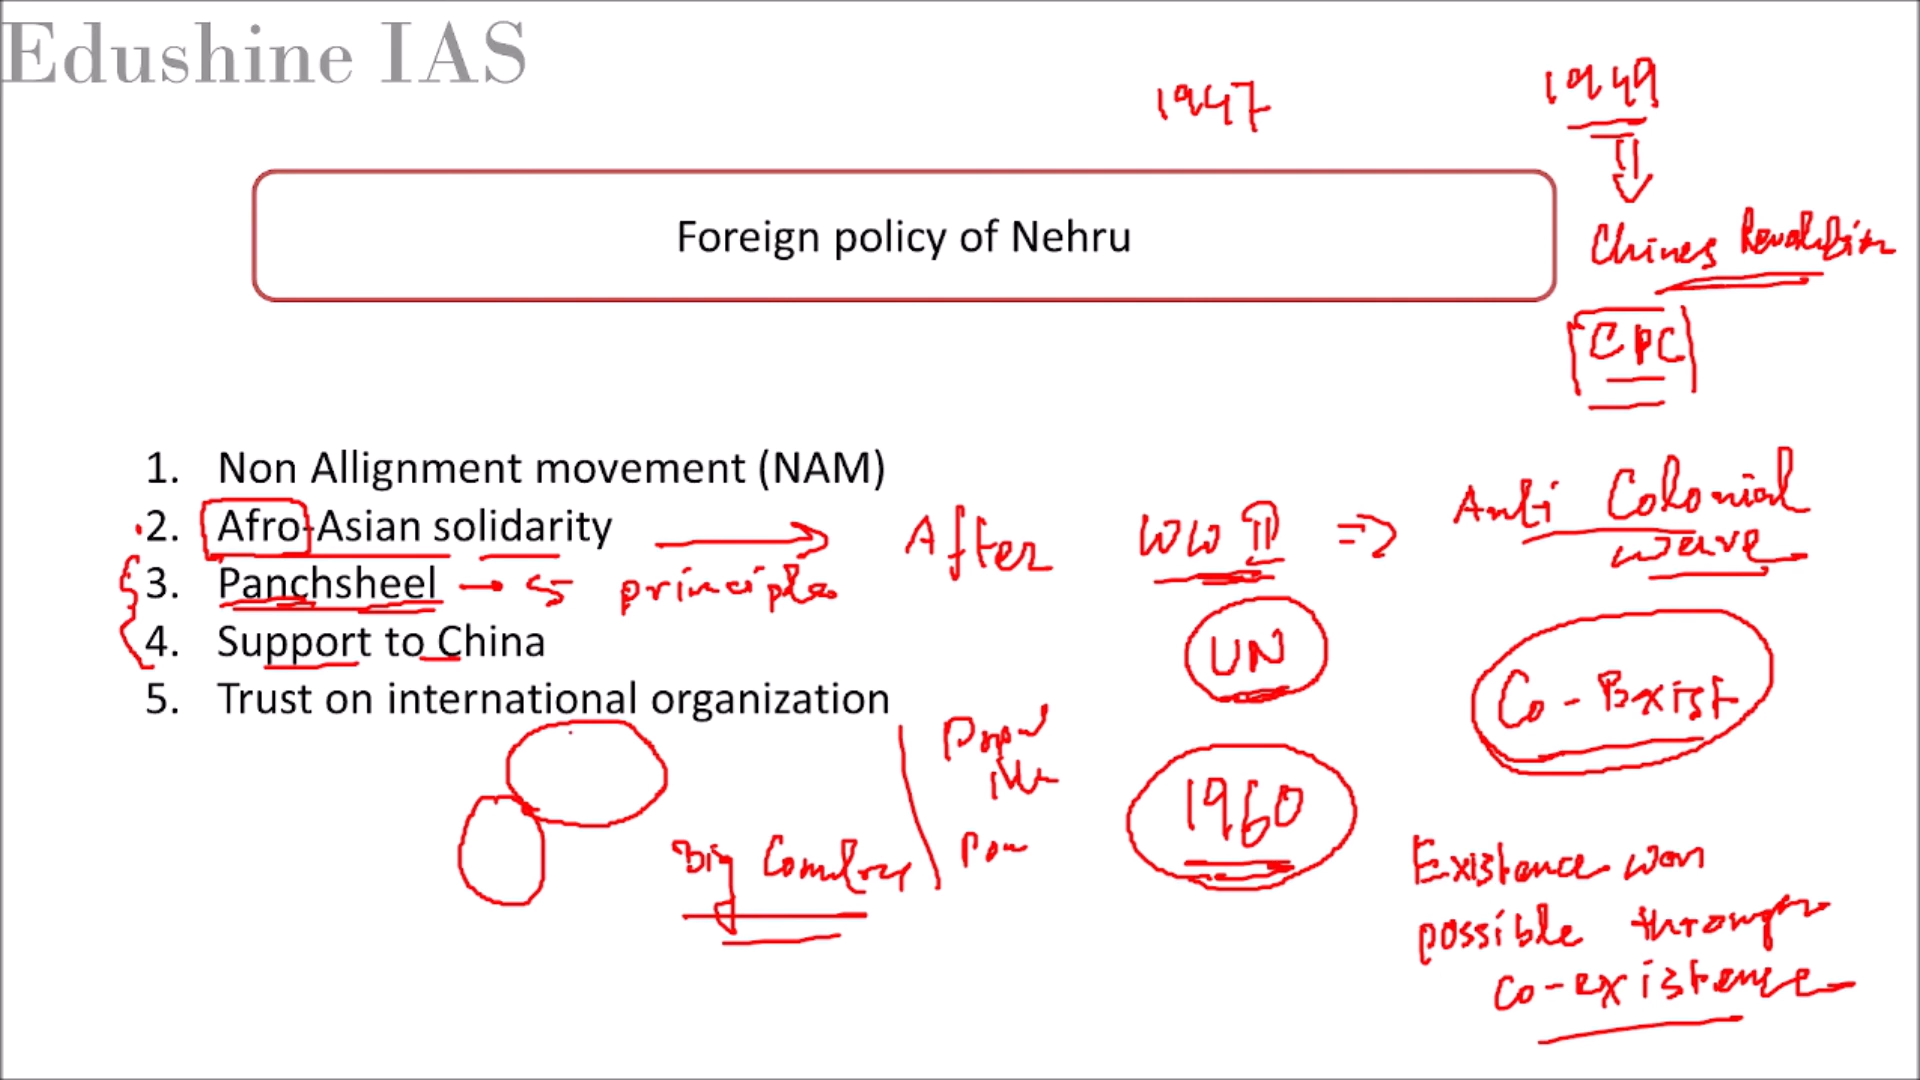 Edushine IAS
1947
1949
Foreign policy of Nehru
Chines Revolution
CPC
1. Non Allignment movement (NAM)
2. Afro-Asian solidarity
After WW II => Anti Colonial
wave
3. Panchsheel → 5 principles
4. Support to China
UN
Co-Exist
5. Trust on international organization
1960
Big
Existence was
possible through
co-existence